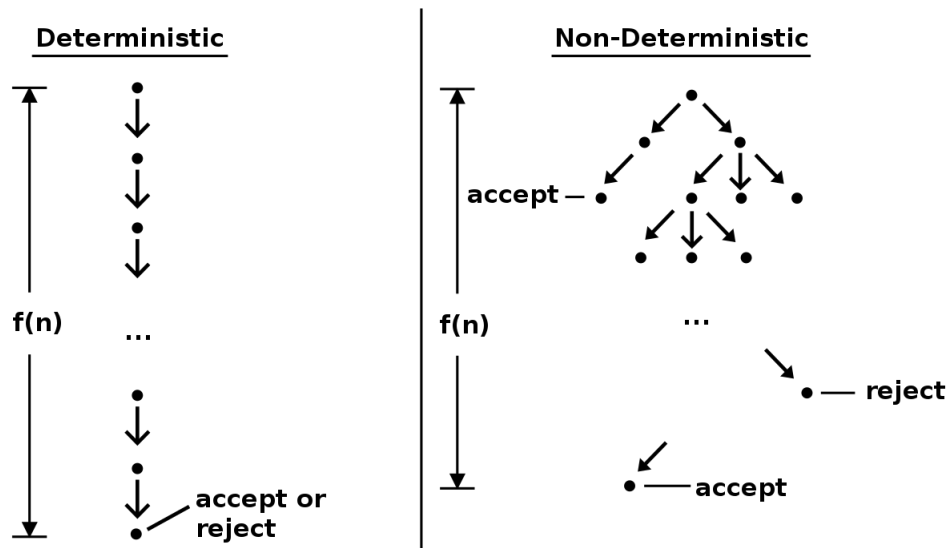 Deterministic
f(n)
...
accept or
reject
Non-Deterministic
accept
f(n)
...
reject
accept